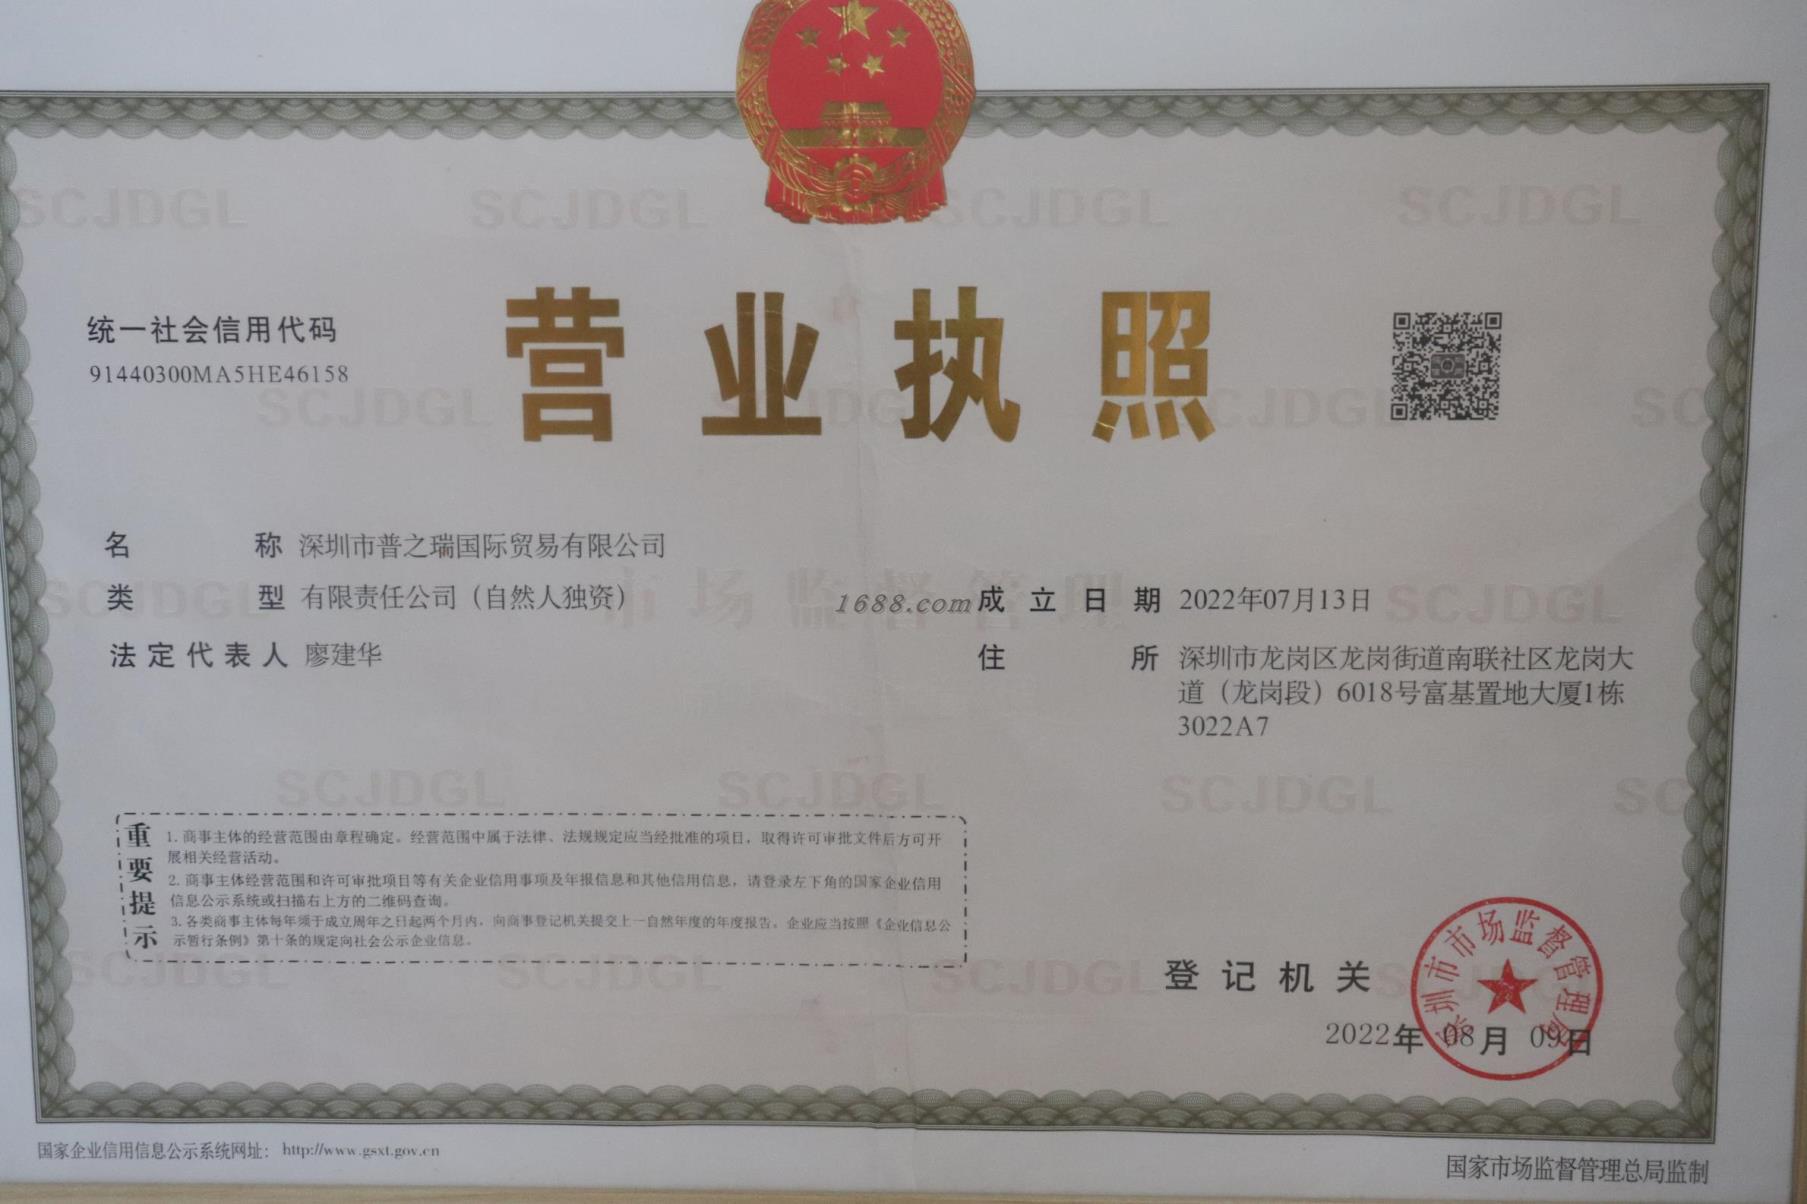 营业执照
统一社会信用代码
91440300MA5HE46158
名称 深圳市普之瑞国际贸易有限公司
类型 有限责任公司（自然人独资）
法定代表人 廖建华
1688.com
成立日期 2022年07月13日
住所 深圳市龙岗区龙岗街道南联社区龙岗大
道（龙岗段）6018号富基置地大厦1栋
3022A7
重要提示
1. 商事主体的经营范围由章程确定。经营范围中属于法律、法规规定应当经批准的项目，取得许可审批文件后方可开
展相关经营活动。
2. 商事主体经营范围和许可审批项目等有关企业信用事项及年报信息和其他信用信息，请登录左下角的国家企业信用
信息公示系统或扫描右上方的二维码查询。
3. 各类商事主体每年须于成立周年之日起两个月内，向商事登记机关提交上一自然年度的年度报告。企业应当按照《企业信息公
示暂行条例》第十条的规定向社会公示企业信息。
登记机关
深圳市市场监督管理局
2022年08月09日
国家企业信用信息公示系统网址： http://www.gsxt.gov.cn
国家市场监督管理总局监制
SCJDGL
市场监督管理